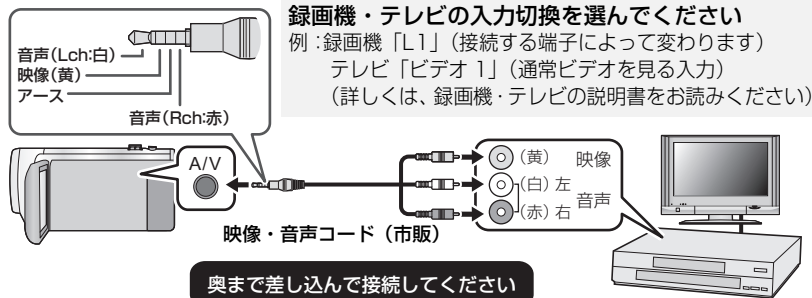 録画機・テレビの入力切換を選んでください
例：録画機「L1」（接続する端子によって変わります）
テレビ「ビデオ 1」（通常ビデオを見る入力）
（詳しくは、録画機・テレビの説明書をお読みください）
音声（Lch:白）
映像（黄）
アース
音声（Rch:赤）
A/V
（黄） 映像
（白）左
音声
（赤）右
映像・音声コード（市販）
奥まで差し込んで接続してください